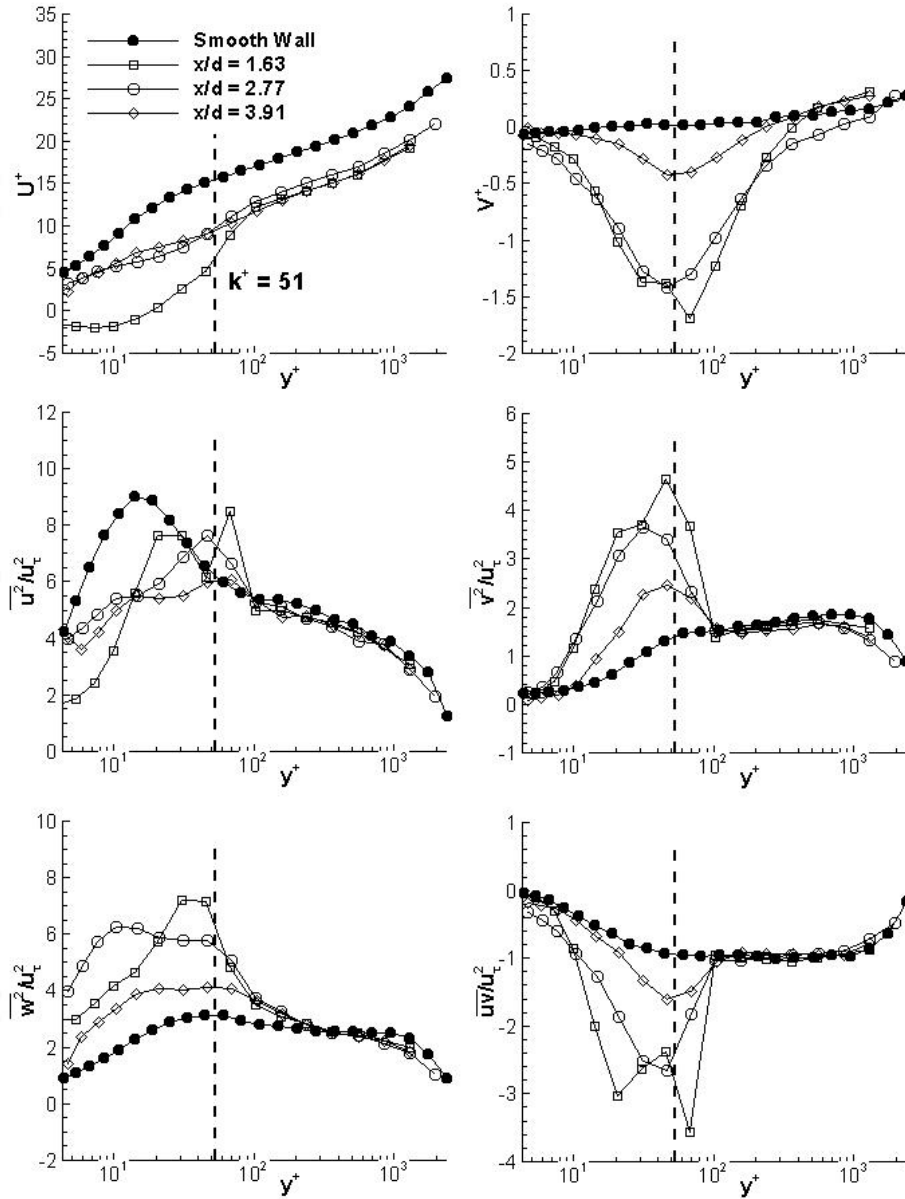 35
30
25
20
15
10
5
0
-5
U⁺
Smooth Wall
x/d = 1.63
x/d = 2.77
x/d = 3.91
k⁺ = 51
10¹ 10² 10³
y⁺
1
0.5
0
-0.5
-1
-1.5
-2
V⁺
10¹ 10² 10³
y⁺
12
10
8
6
4
2
0
u²/u²τ
10¹ 10² 10³
y⁺
6
5
4
3
2
1
0
-1
v²/u²τ
10¹ 10² 10³
y⁺
10
8
6
4
2
0
-2
w²/u²τ
10¹ 10² 10³
y⁺
1
0
-1
-2
-3
-4
uv/u²τ
10¹ 10² 10³
y⁺